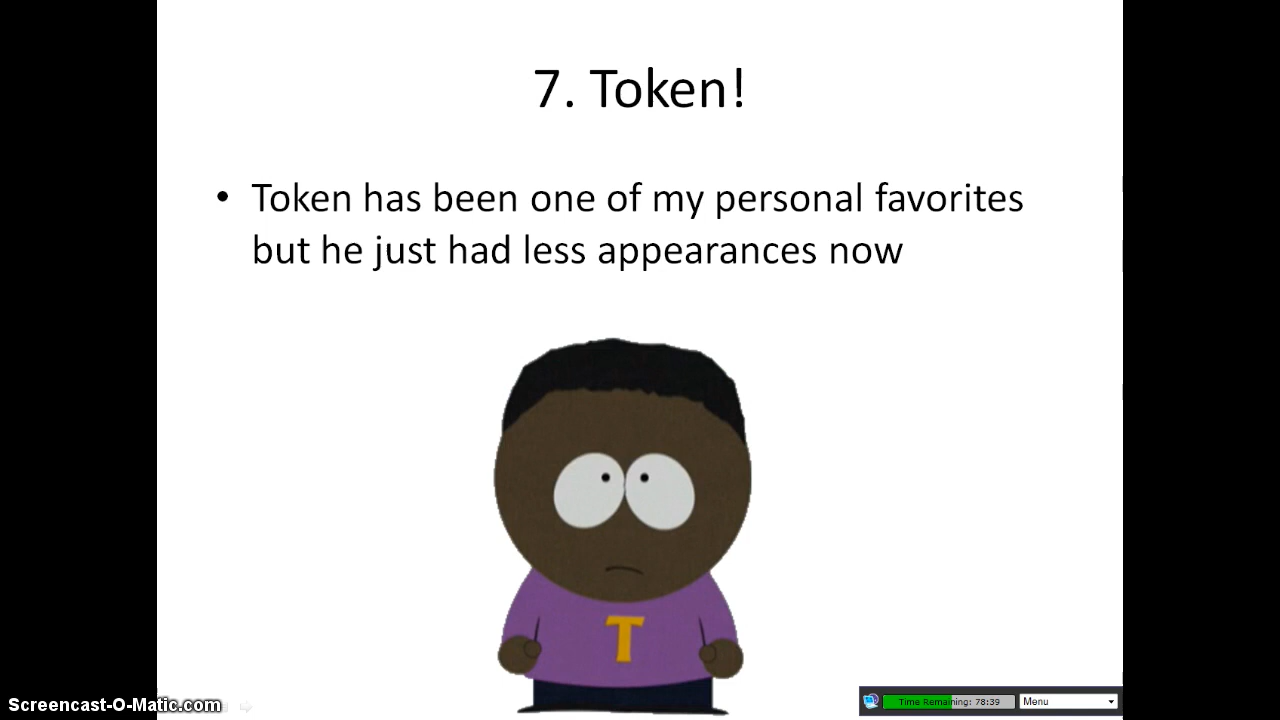 7. Token!
• Token has been one of my personal favorites
but he just had less appearances now
T
Screencast-O-Matic.com
Time Remaining: 78:39
Menu